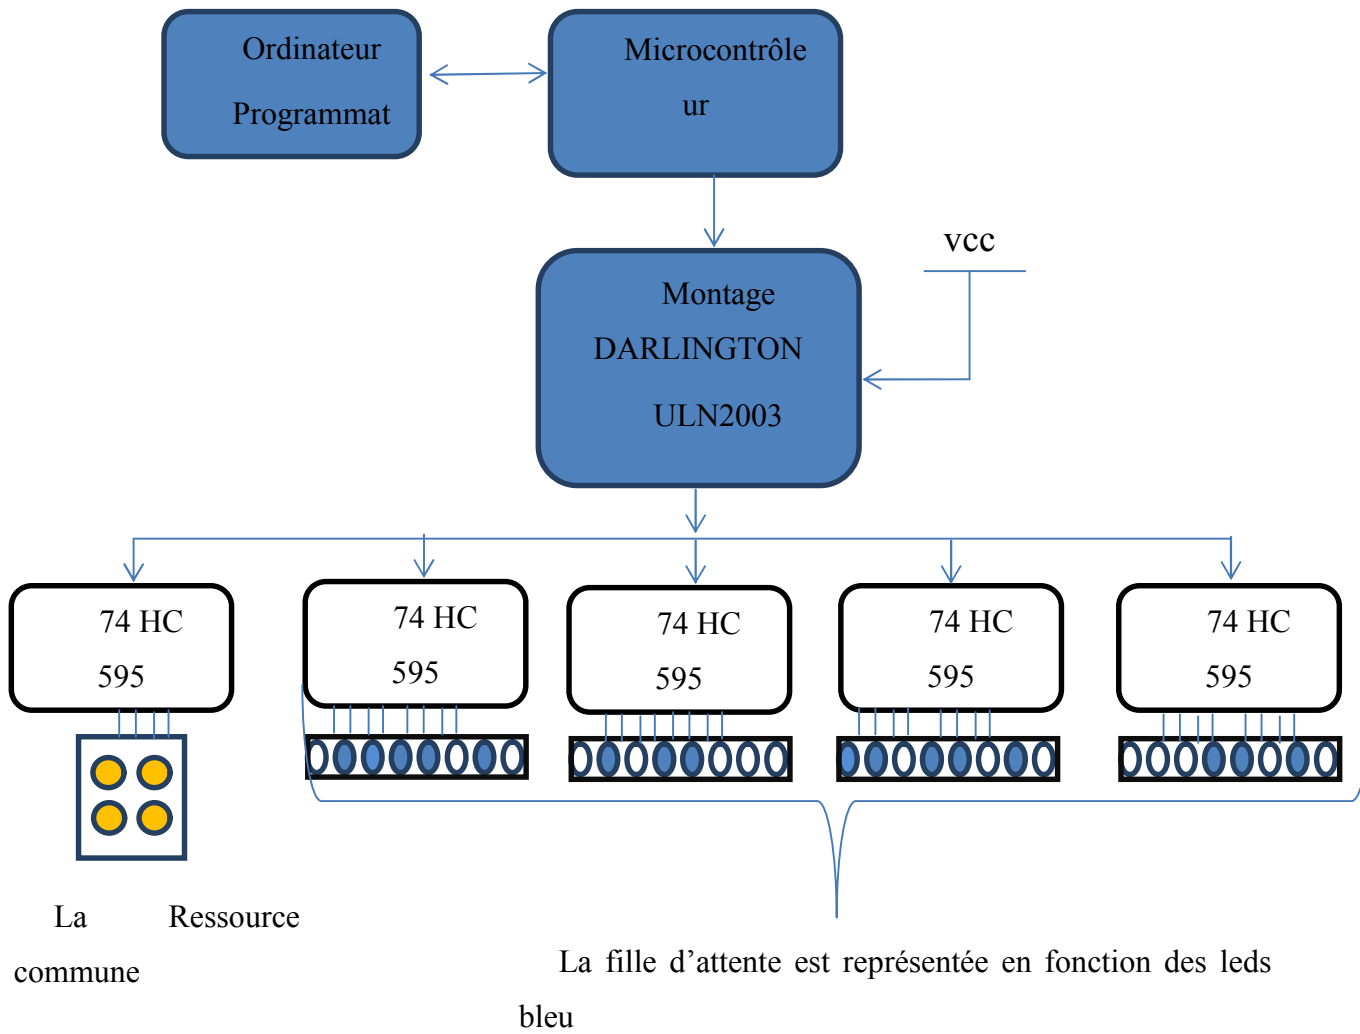 Ordinateur
Programmat
Microcontrôle
ur
vcc
Montage
DARLINGTON
ULN2003
74 HC
595
74 HC
595
74 HC
595
74 HC
595
74 HC
595
La Ressource
commune
La fille d’attente est représentée en fonction des leds
bleu